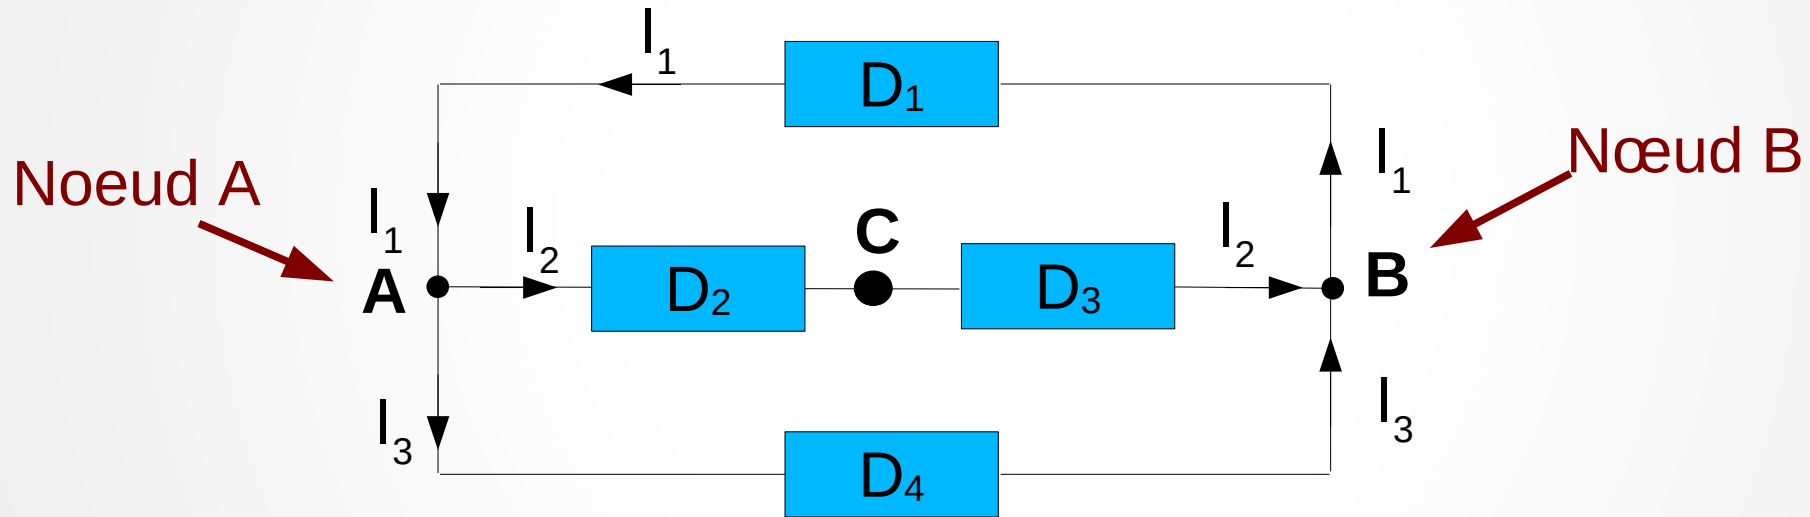 I₁
D₁
Noeud A
Nœud B
I₁
I₁
I₂
C
I₂
A
D₂
D₃
B
I₃
I₃
D₄